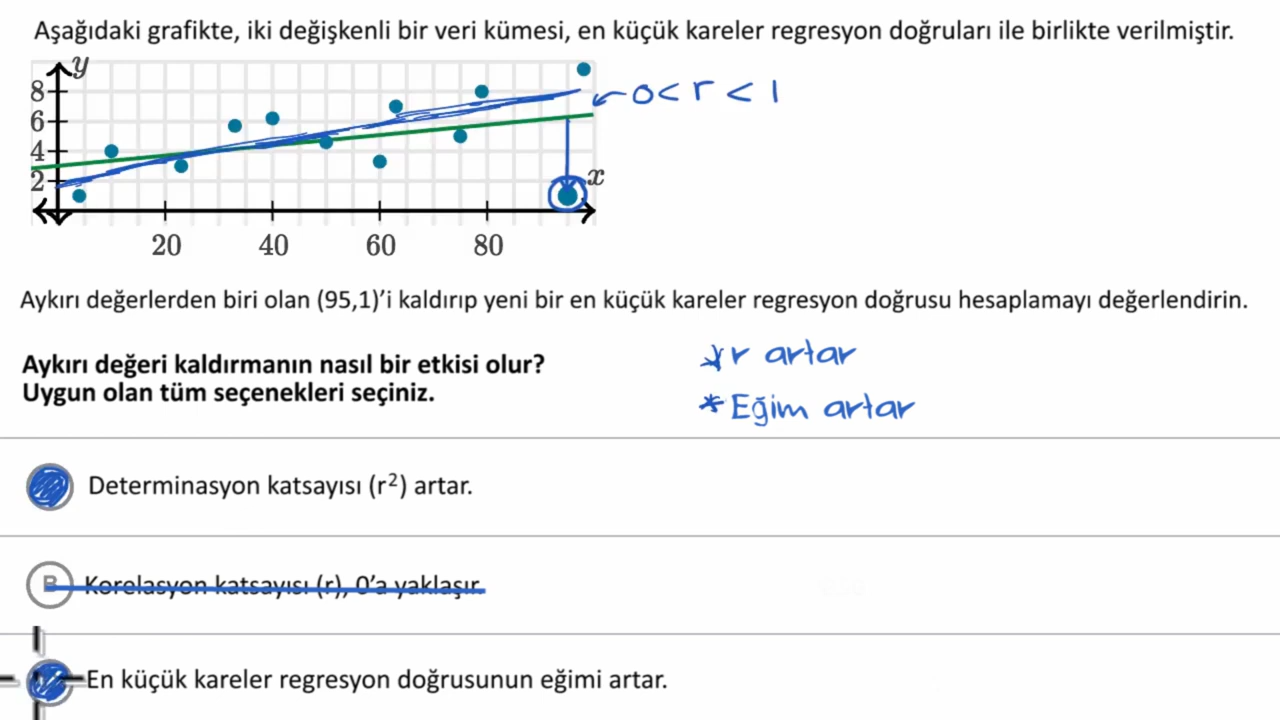 Aşağıdaki grafikte, iki değişkenli bir veri kümesi, en küçük kareler regresyon doğruları ile birlikte verilmiştir.
y
8
0 < r < 1
6
4
2
x
20 40 60 80
Aykırı değerlerden biri olan (95,1)’i kaldırıp yeni bir en küçük kareler regresyon doğrusu hesaplamayı değerlendirin.
Aykırı değeri kaldırmanın nasıl bir etkisi olur?
* r artar
Uygun olan tüm seçenekleri seçiniz.
* Eğim artar
Determinasyon katsayısı (r²) artar.
B Korelasyon katsayısı (r), 0’a yaklaşır.
En küçük kareler regresyon doğrusunun eğimi artar.